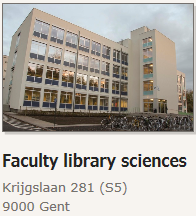 Faculty library sciences
Krijgslaan 281 (S5)
9000 Gent